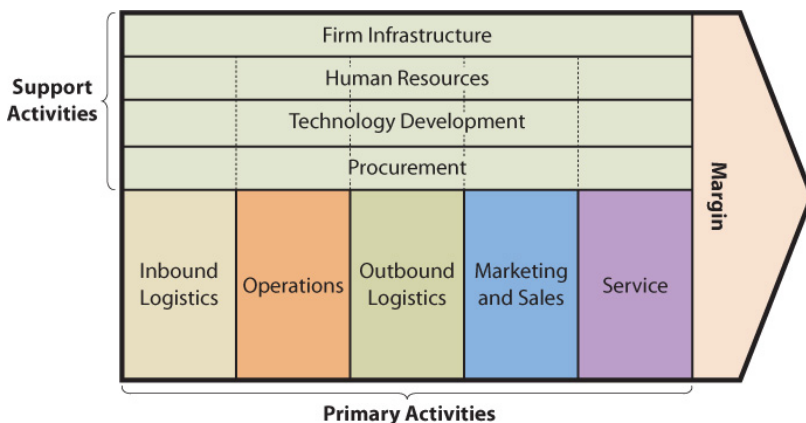 Firm Infrastructure
Support
Activities
Human Resources
Technology Development
Procurement
Margin
Inbound
Logistics
Operations
Outbound
Logistics
Marketing
and Sales
Service
Primary Activities